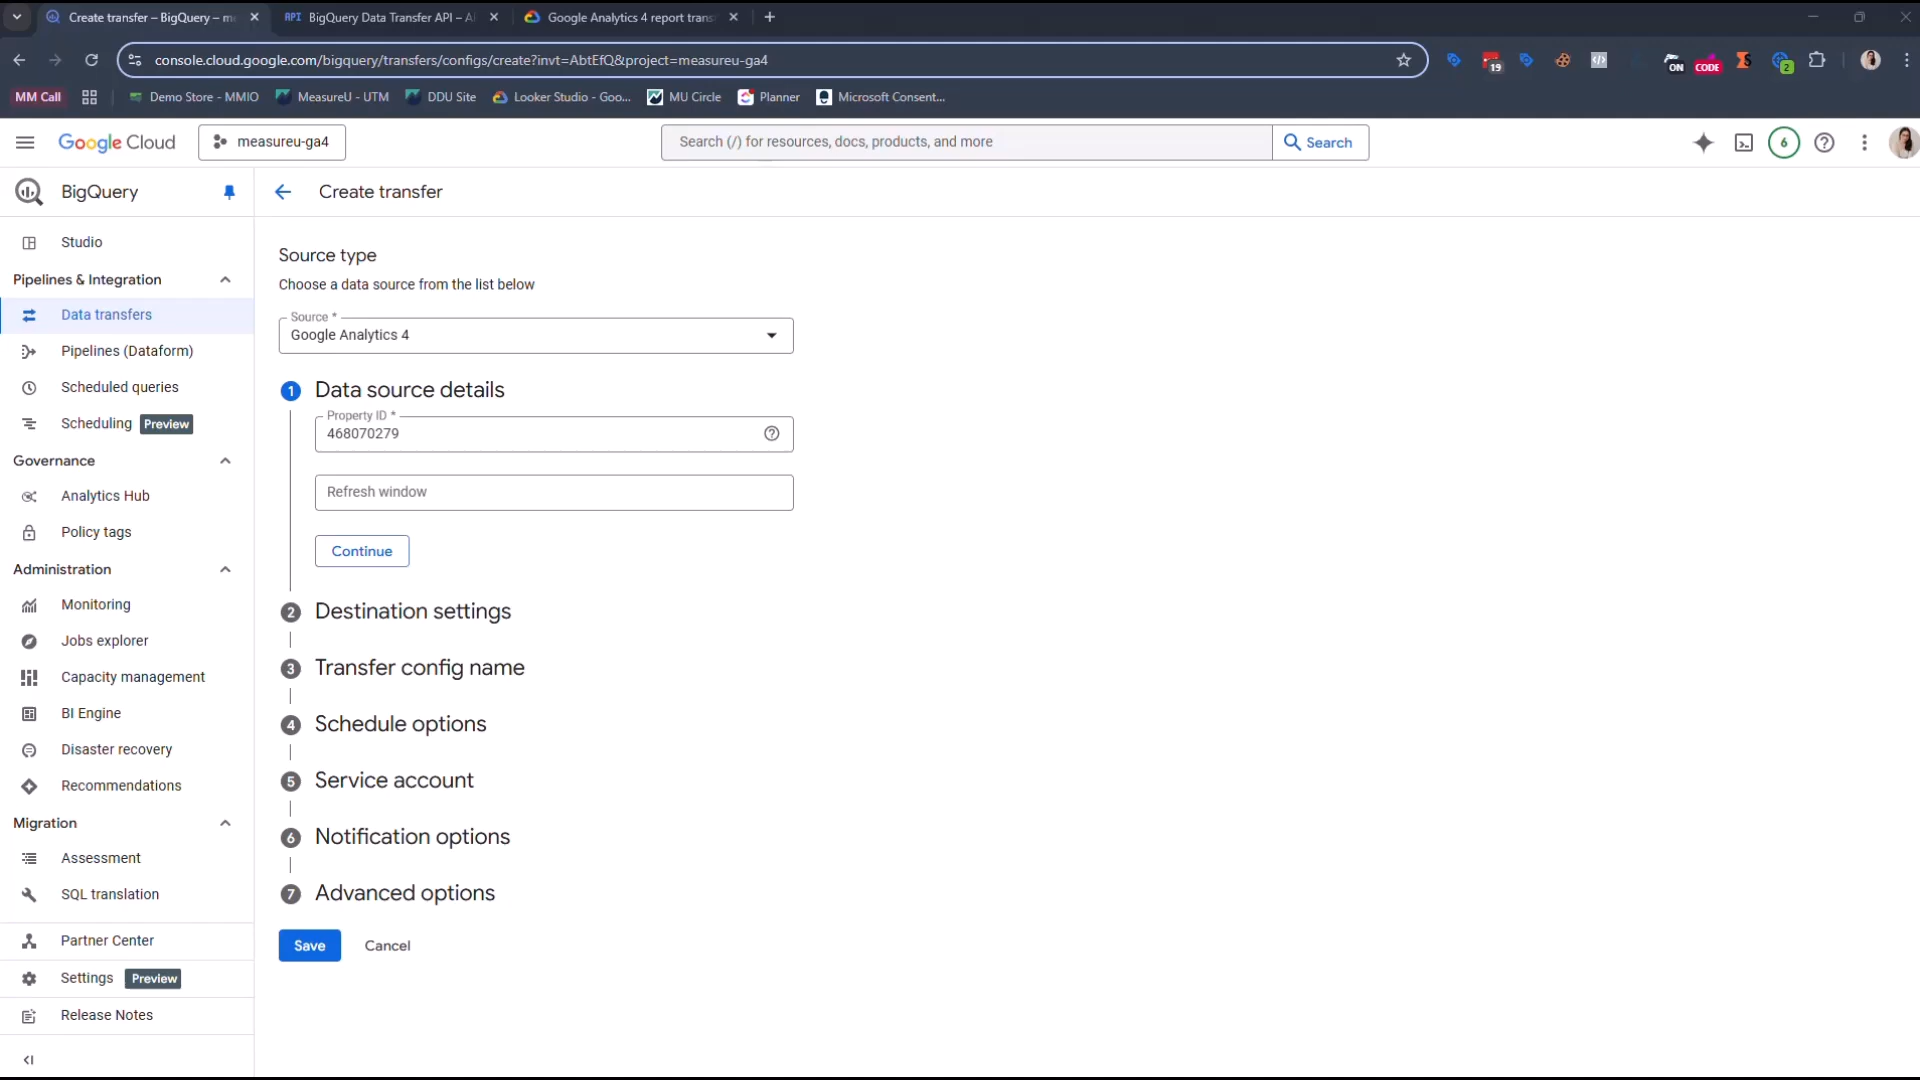 Create transfer – BigQuery – me
BigQuery Data Transfer API – A
Google Analytics 4 report trans
console.cloud.google.com/bigquery/transfers/configs/create?invt=AbtEfQ&project=measureu-ga4
19
ON
CODE
2
MM Call
Demo Store - MMIO
MeasureU - UTM
DDU Site
Looker Studio - Goo...
MU Circle
Planner
Microsoft Consent...
Google Cloud
measureu-ga4
Search (/) for resources, docs, products, and more
Search
6
BigQuery
Create transfer
Studio
Pipelines & Integration
Data transfers
Pipelines (Dataform)
Scheduled queries
Scheduling Preview
Governance
Analytics Hub
Policy tags
Administration
Monitoring
Jobs explorer
Capacity management
BI Engine
Disaster recovery
Recommendations
Migration
Assessment
SQL translation
Partner Center
Settings Preview
Release Notes
Source type
Choose a data source from the list below
Source *
Google Analytics 4
1 Data source details
Property ID *
468070279
Refresh window
Continue
2 Destination settings
3 Transfer config name
4 Schedule options
5 Service account
6 Notification options
7 Advanced options
Save
Cancel